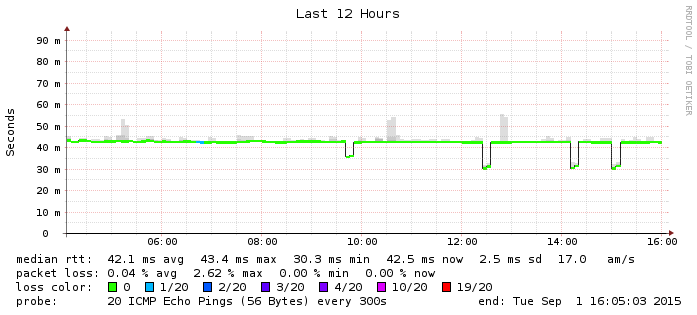 Last 12 Hours
RRDTOOL / TOBI OETIKER
Seconds
90 m
80 m
70 m
60 m
50 m
40 m
30 m
20 m
10 m
0
06:00 08:00 10:00 12:00 14:00 16:00
median rtt: 42.1 ms avg 43.4 ms max 30.3 ms min 42.5 ms now 2.5 ms sd 17.0 am/s
packet loss: 0.04 % avg 2.62 % max 0.00 % min 0.00 % now
loss color: 0 1/20 2/20 3/20 4/20 10/20 19/20
probe: 20 ICMP Echo Pings (56 Bytes) every 300s end: Tue Sep 1 16:05:03 2015